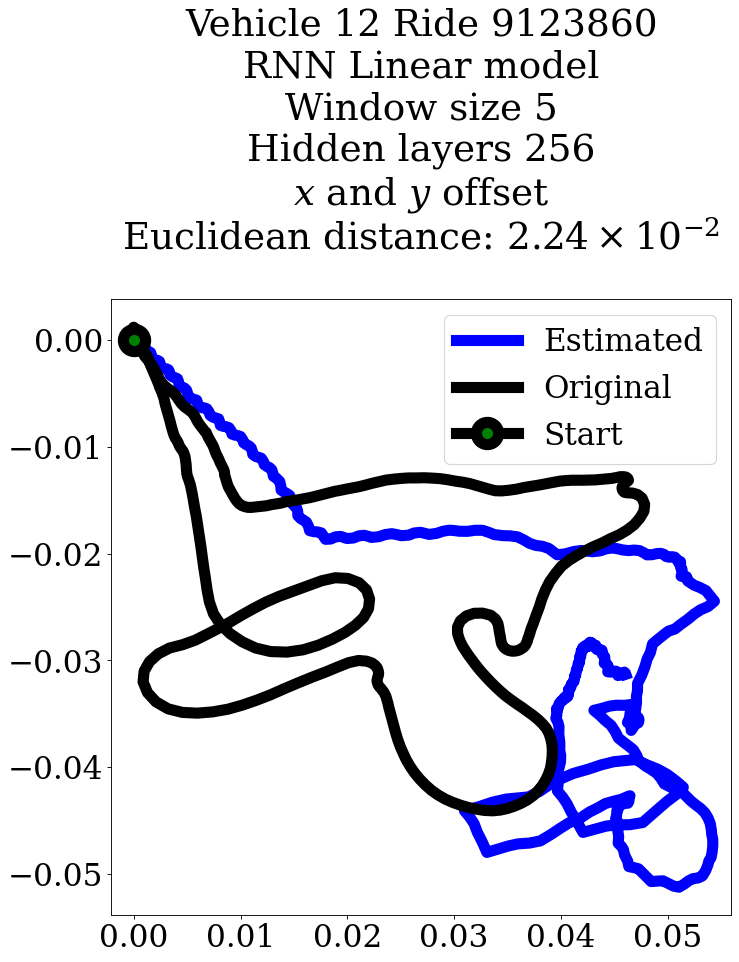 Vehicle 12 Ride 9123860
RNN Linear model
Window size 5
Hidden layers 256
x and y offset
Euclidean distance: 2.24 × 10⁻²
Estimated
Original
Start
0.00
−0.01
−0.02
−0.03
−0.04
−0.05
0.00 0.01 0.02 0.03 0.04 0.05